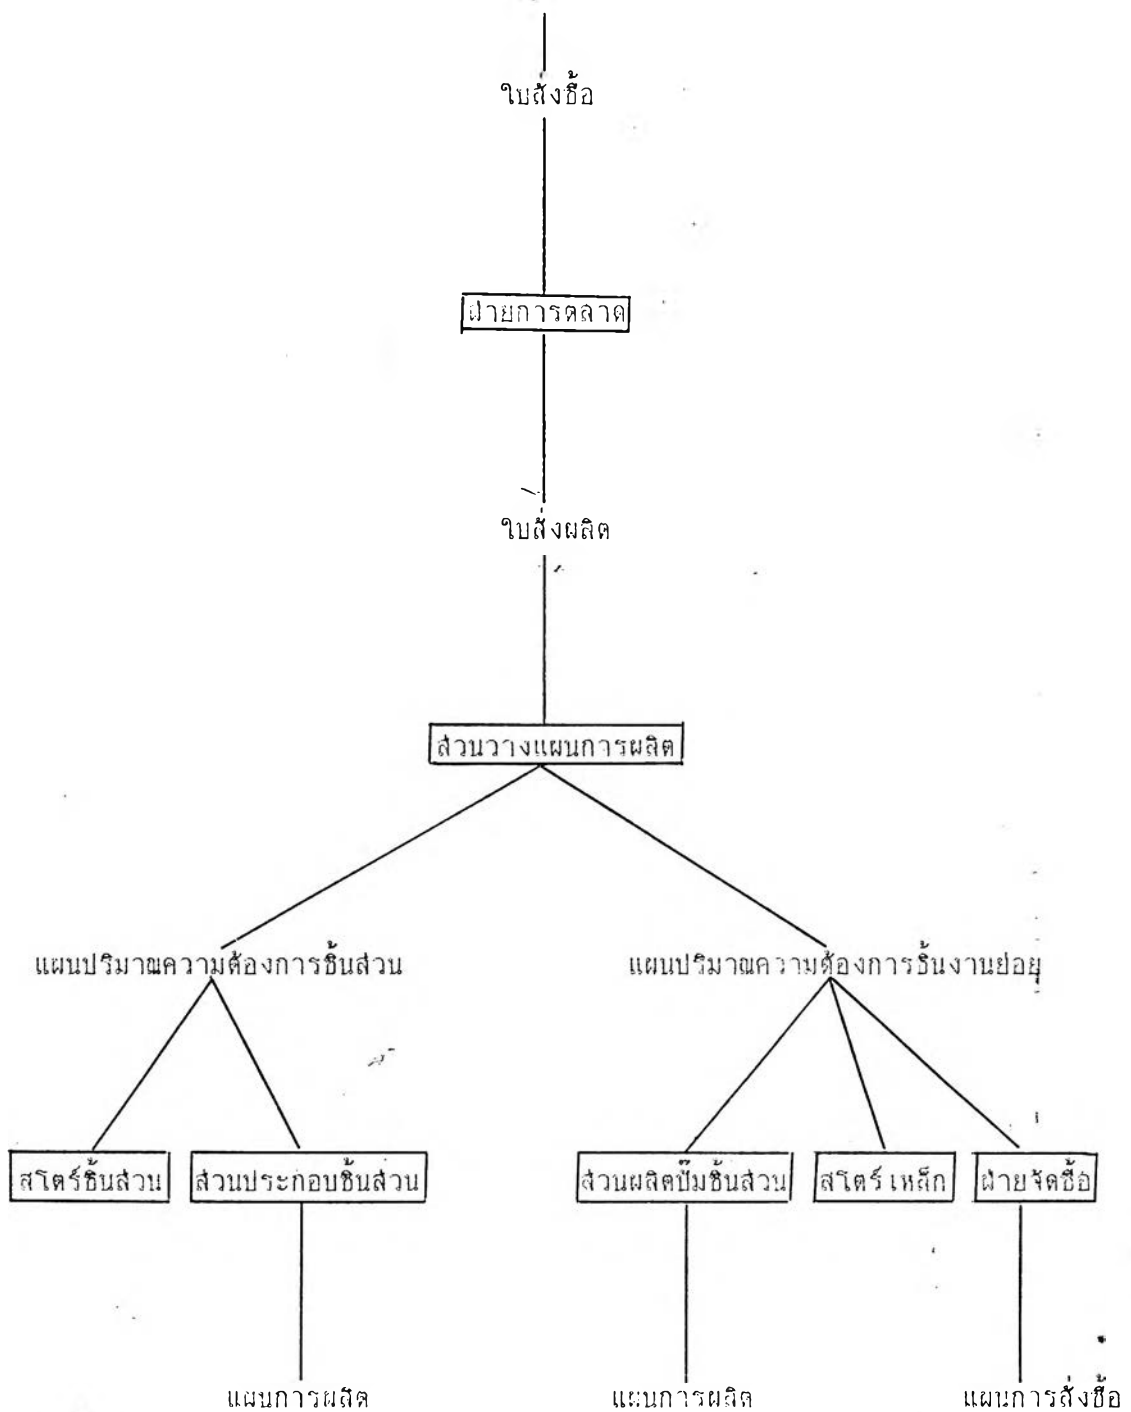 ใบสั่งซื้อ
ฝ่ายการตลาด
ใบสั่งผลิต
ส่วนวางแผนการผลิต
แผนปริมาณความต้องการชิ้นส่วน
แผนปริมาณความต้องการชิ้นงานย่อย
สโตร์ชิ้นส่วน
ส่วนประกอบชิ้นส่วน
ส่วนผลิตปั๊มชิ้นส่วน
สโตร์เหล็ก
ฝ่ายจัดซื้อ
แผนการผลิต
แผนการผลิต
แผนการสั่งซื้อ